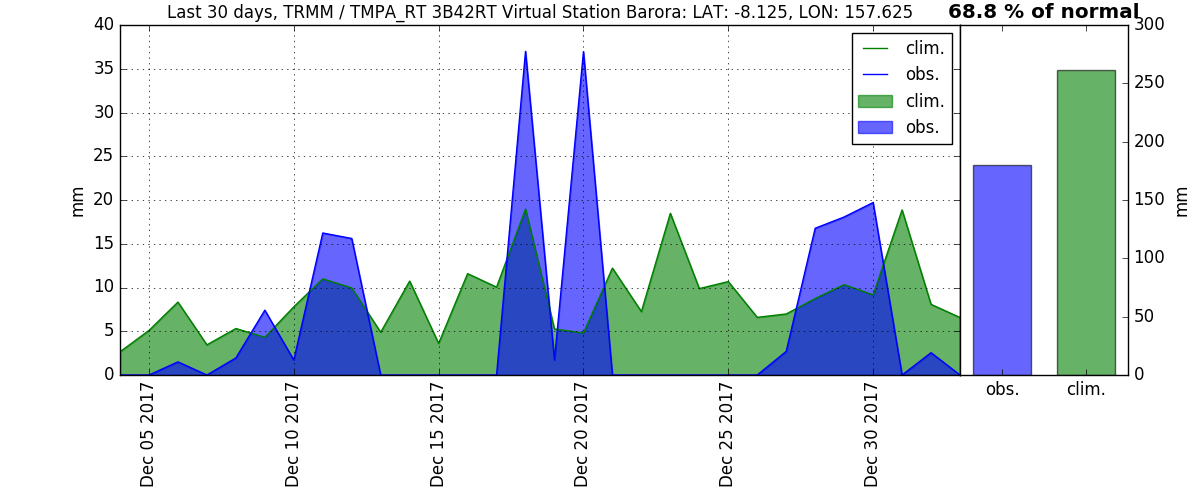 Last 30 days, TRMM / TMPA_RT 3B42RT Virtual Station Barora: LAT: -8.125, LON: 157.625
68.8 % of normal
40
35
30
25
20
15
10
5
0
mm
clim.
obs.
clim.
obs.
Dec 05 2017
Dec 10 2017
Dec 15 2017
Dec 20 2017
Dec 25 2017
Dec 30 2017
300
250
200
150
100
50
0
mm
obs.
clim.